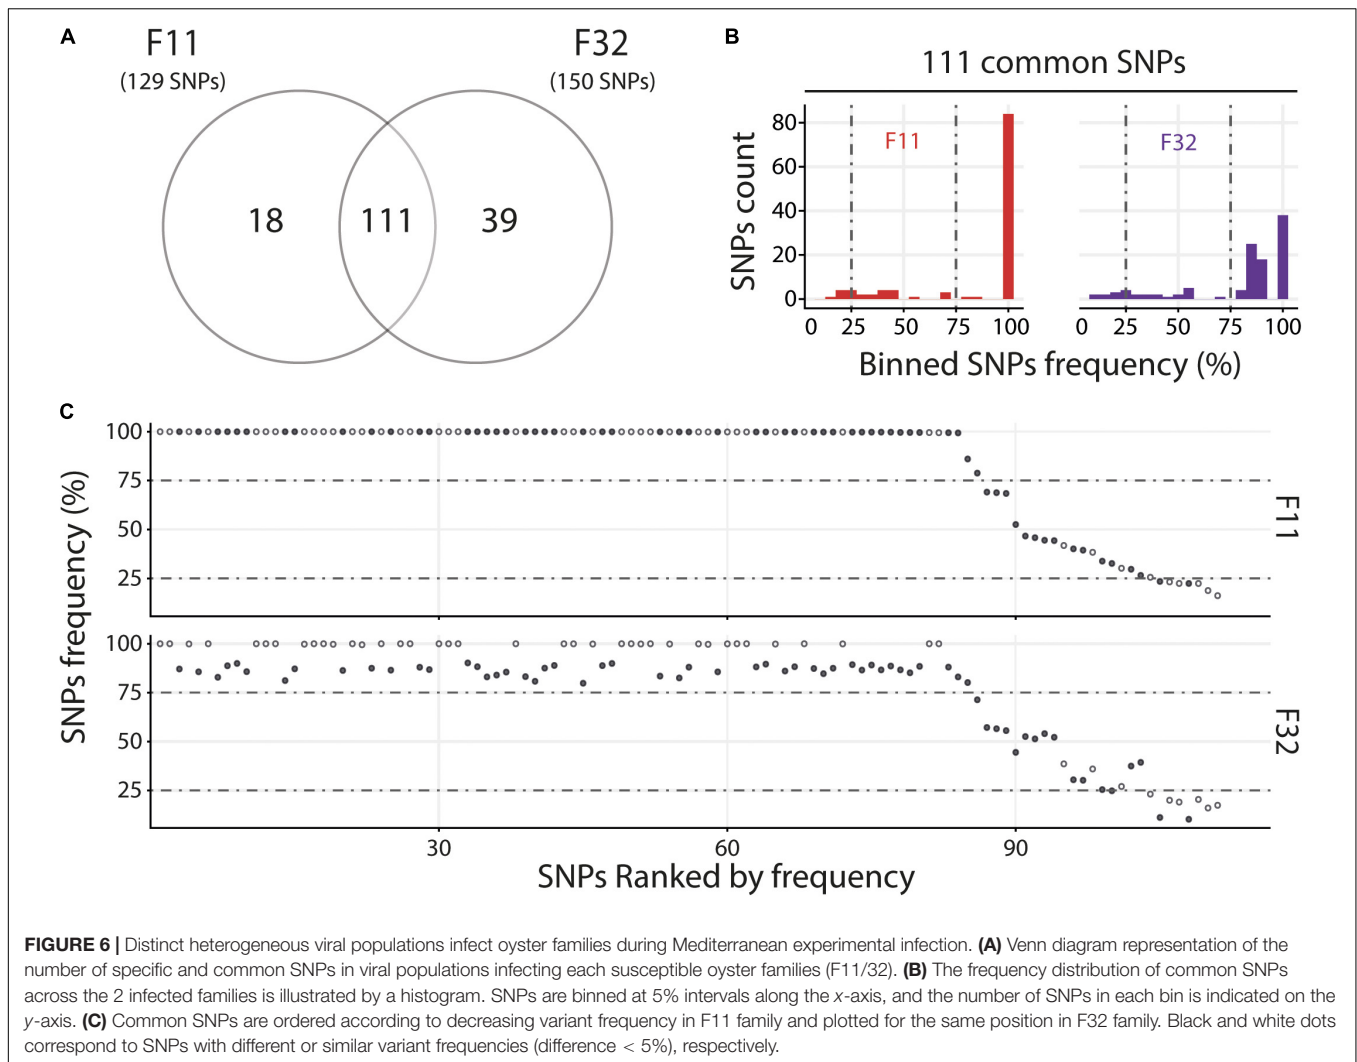 A
F11
(129 SNPs)
F32
(150 SNPs)
18
111
39
B
111 common SNPs
SNPs count
80
60
40
20
0
F11
F32
0 25 50 75 100
0 25 50 75 100
Binned SNPs frequency (%)
C
SNPs frequency (%)
100
75
50
25
F11
100
75
50
25
F32
30 60 90
SNPs Ranked by frequency
FIGURE 6 | Distinct heterogeneous viral populations infect oyster families during Mediterranean experimental infection. (A) Venn diagram representation of the
number of specific and common SNPs in viral populations infecting each susceptible oyster families (F11/32). (B) The frequency distribution of common SNPs
across the 2 infected families is illustrated by a histogram. SNPs are binned at 5% intervals along the x-axis, and the number of SNPs in each bin is indicated on the
y-axis. (C) Common SNPs are ordered according to decreasing variant frequency in F11 family and plotted for the same position in F32 family. Black and white dots
correspond to SNPs with different or similar variant frequencies (difference < 5%), respectively.